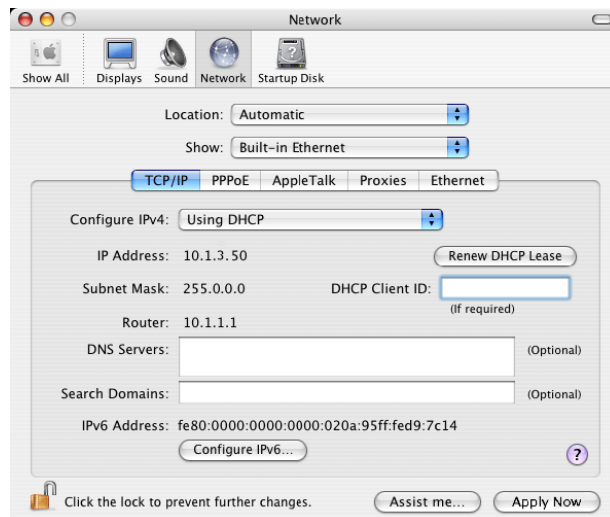 Network
Show All Displays Sound Network Startup Disk
Location: Automatic
Show: Built-in Ethernet
TCP/IP PPPoE AppleTalk Proxies Ethernet
Configure IPv4: Using DHCP
IP Address: 10.1.3.50 Renew DHCP Lease
Subnet Mask: 255.0.0.0 DHCP Client ID:
(If required)
Router: 10.1.1.1
DNS Servers: (Optional)
Search Domains: (Optional)
IPv6 Address: fe80:0000:0000:0000:020a:95ff:fed9:7c14
Configure IPv6... ?
Click the lock to prevent further changes. Assist me... Apply Now